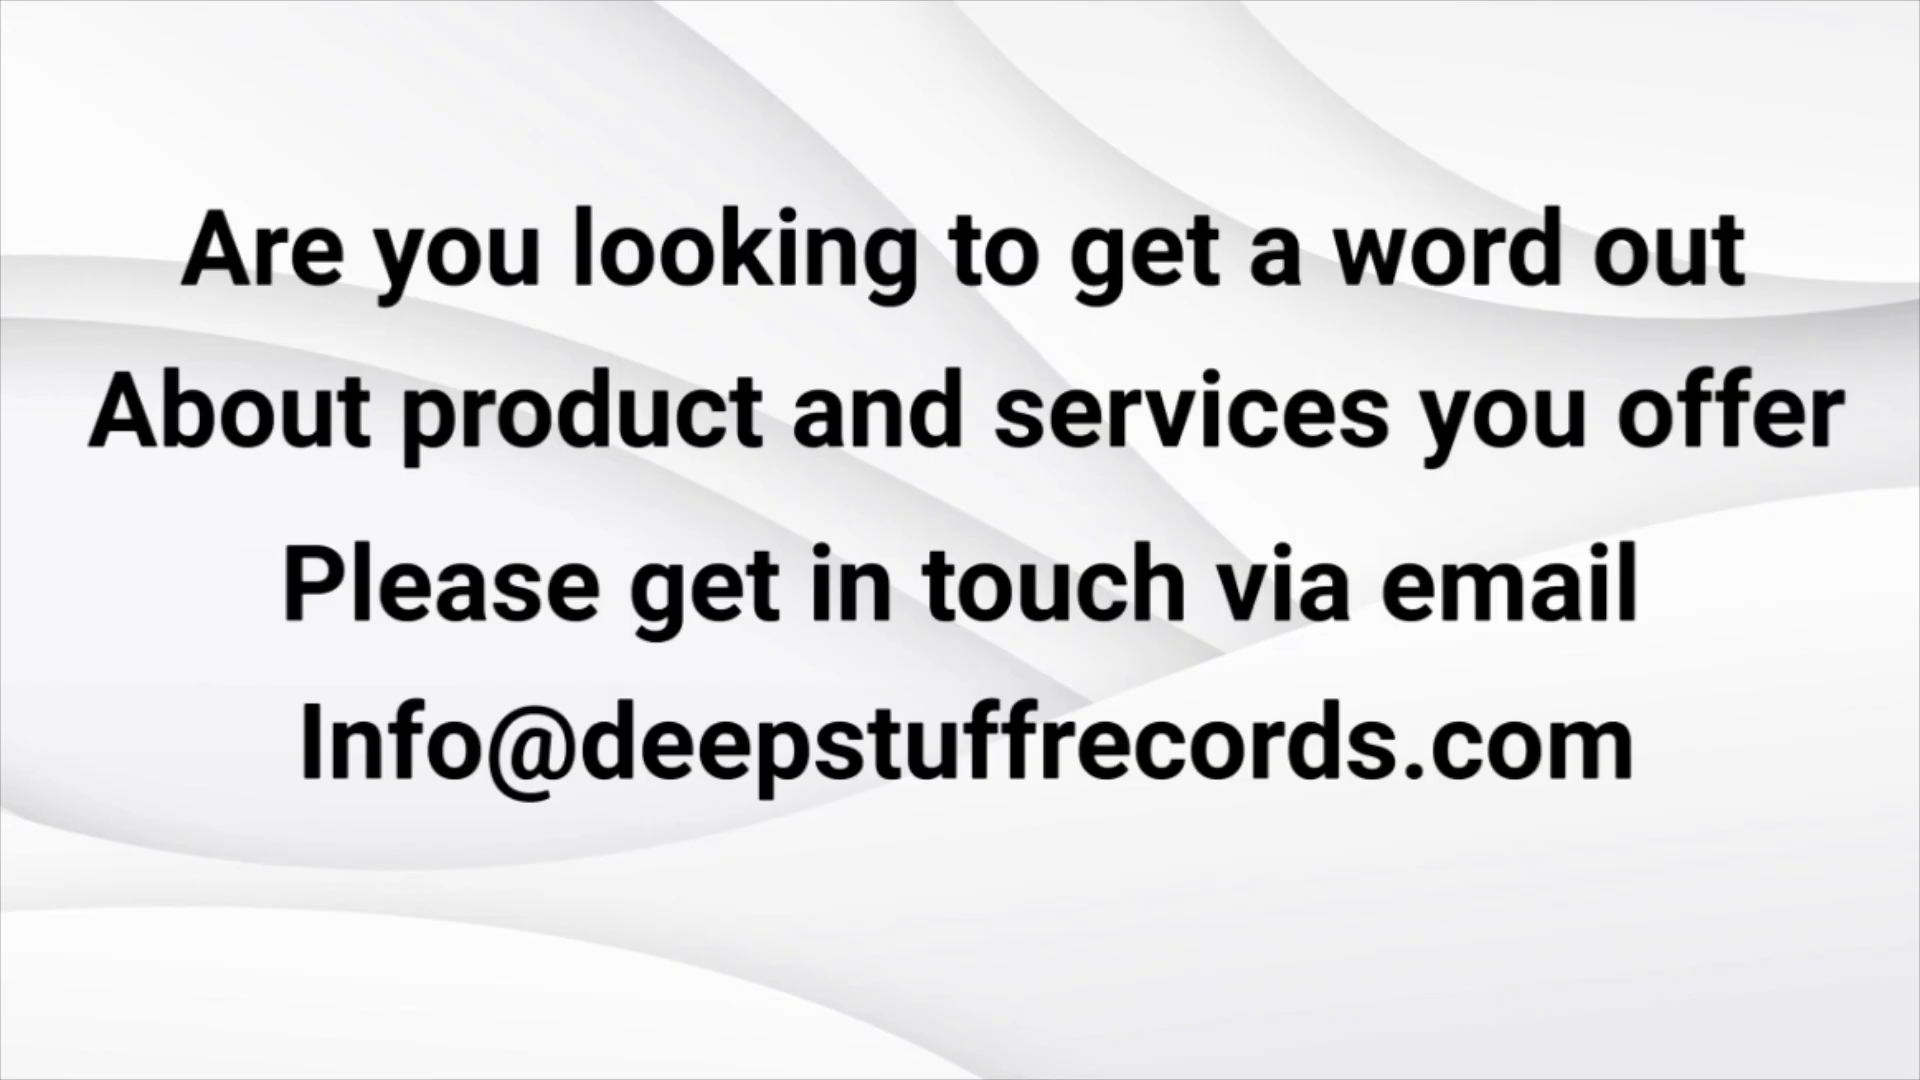 Are you looking to get a word out
About product and services you offer
Please get in touch via email
Info@deepstuffrecords.com